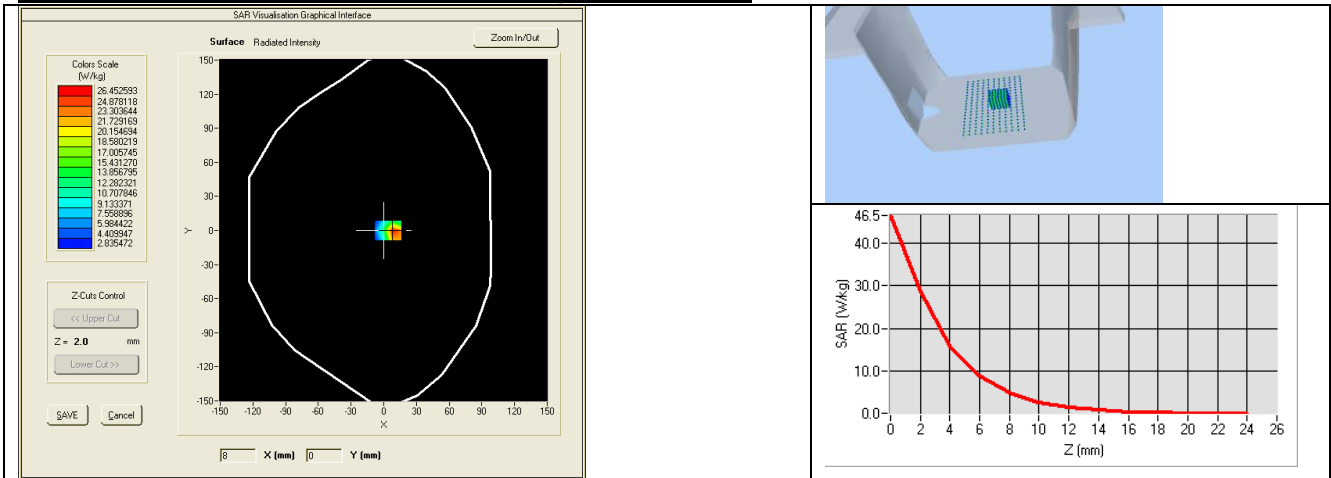 SAR Visualisation Graphical Interface
Surface Radiated Intensity
Zoom In/Out
Colors Scale
(W/kg)
26.452593
24.878118
23.303644
21.729169
20.154694
18.580219
17.005745
15.431270
13.856795
12.282321
10.707846
9.133371
7.558896
5.984422
4.409947
2.835472
Z-Cuts Control
<< Upper Cut
Z = 2.0 mm
Lower Cut >>
SAVE Cancel
150-
120-
90-
60-
30-
0-
-30-
-60-
-90-
-120-
-150-
Y
-150 -120 -90 -60 -30 0 30 60 90 120 150
X
8 X (mm) 0 Y (mm)
46.5-
40.0-
30.0-
20.0-
10.0-
0.0-
SAR (W/kg)
0 2 4 6 8 10 12 14 16 18 20 22 24 26
Z (mm)